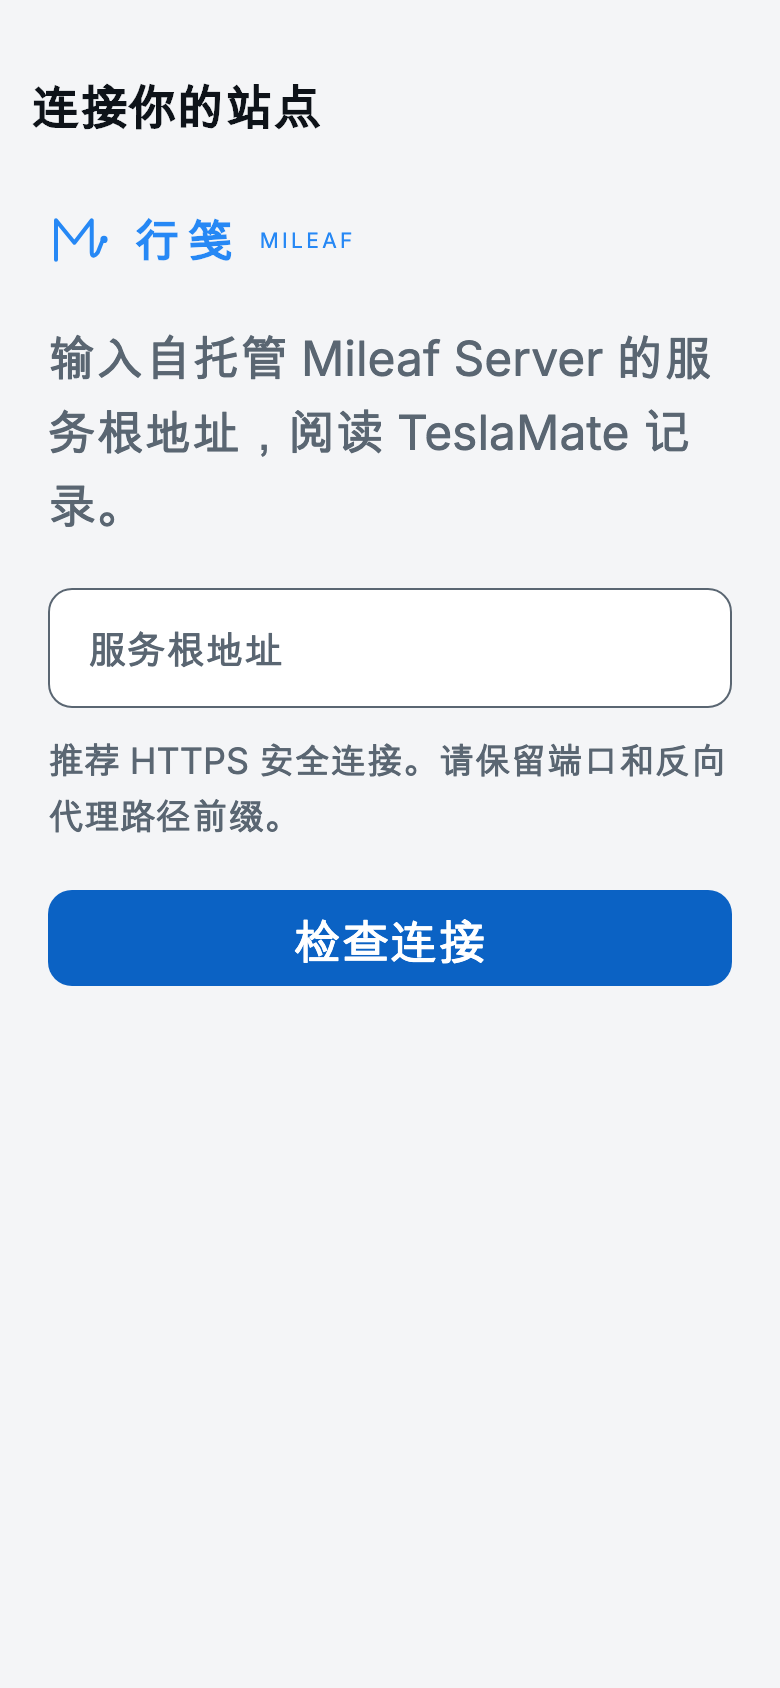 连接你的站点
行笺 MILEAF
输入自托管 Mileaf Server 的服
务根地址，阅读 TeslaMate 记
录。
服务根地址
推荐 HTTPS 安全连接。请保留端口和反向
代理路径前缀。
检查连接